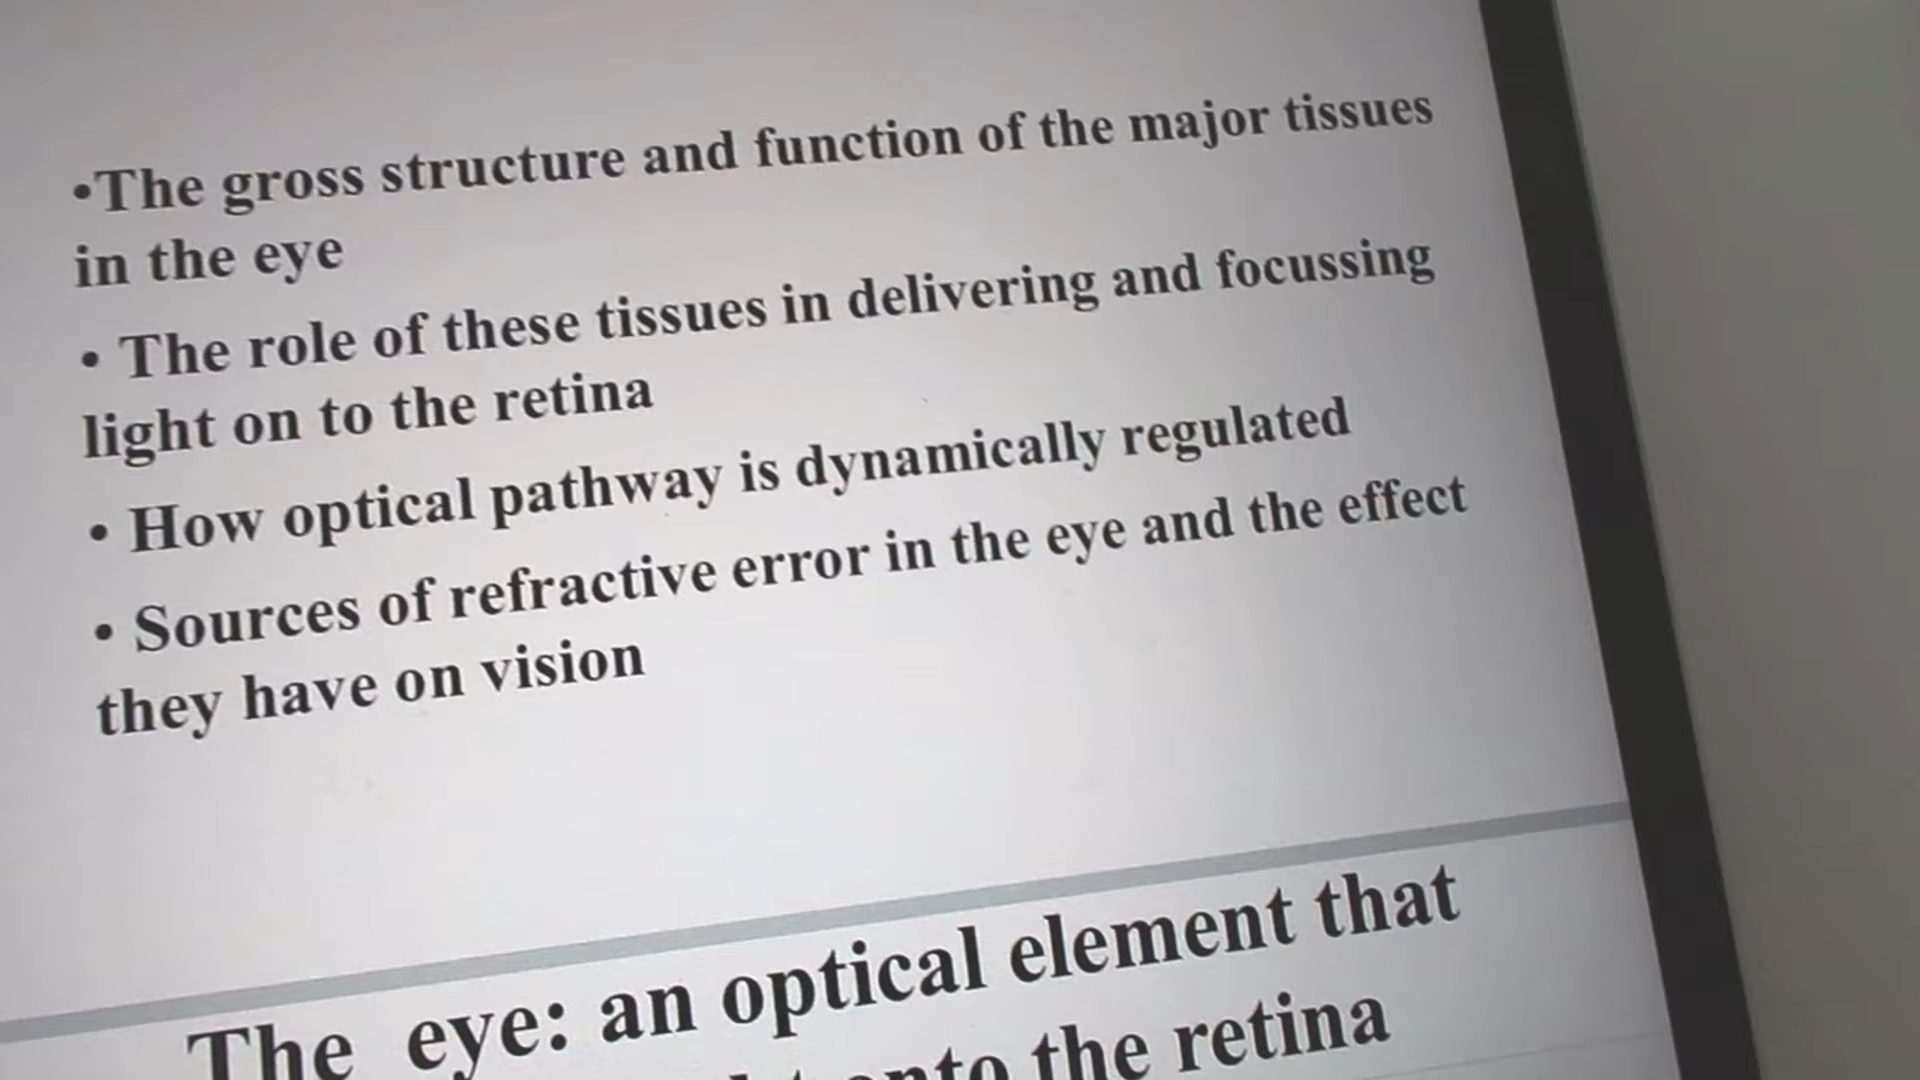 •The gross structure and function of the major tissues
in the eye
• The role of these tissues in delivering and focussing
light on to the retina
• How optical pathway is dynamically regulated
• Sources of refractive error in the eye and the effect
they have on vision
The eye: an optical element that
onto the retina